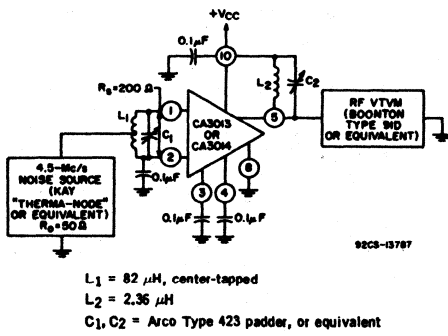 +VCC
0.1µF
10
L2
C2
RS=200 Ω
L1
C1
1
2
CA3013
OR
CA3014
5
8
3
4
0.1µF
0.1µF
0.1µF
RF VTVM
(BOONTON
TYPE 91D
OR EQUIVALENT)
4.5-Mc/s
NOISE SOURCE
(KAY
"THERMA-NODE"
OR EQUIVALENT)
RO=50Ω
92CS-13787
L1 = 82 µH, center-tapped
L2 = 2.36 µH
C1, C2 = Arco Type 423 padder, or equivalent